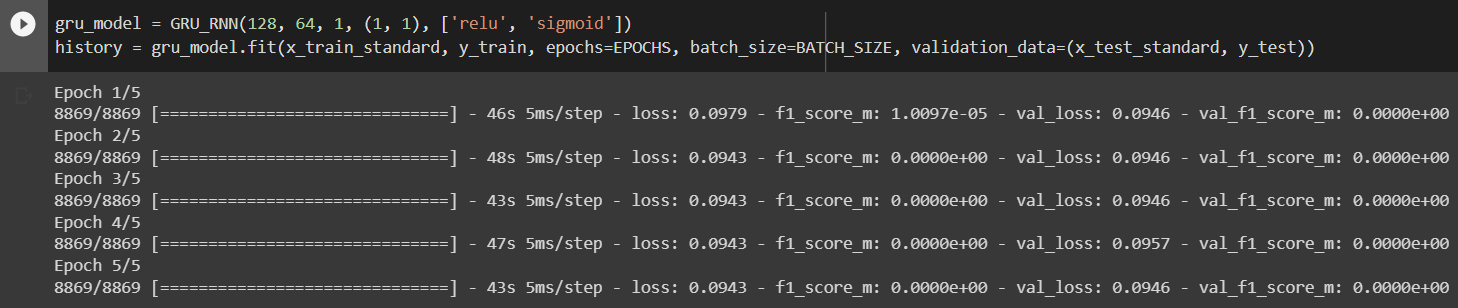 gru_model = GRU_RNN(128, 64, 1, (1, 1), ['relu', 'sigmoid'])
history = gru_model.fit(x_train_standard, y_train, epochs=EPOCHS, batch_size=BATCH_SIZE, validation_data=(x_test_standard, y_test))
Epoch 1/5
8869/8869 [==============================] - 46s 5ms/step - loss: 0.0979 - f1_score_m: 1.0097e-05 - val_loss: 0.0946 - val_f1_score_m: 0.0000e+00
Epoch 2/5
8869/8869 [==============================] - 48s 5ms/step - loss: 0.0943 - f1_score_m: 0.0000e+00 - val_loss: 0.0946 - val_f1_score_m: 0.0000e+00
Epoch 3/5
8869/8869 [==============================] - 43s 5ms/step - loss: 0.0943 - f1_score_m: 0.0000e+00 - val_loss: 0.0946 - val_f1_score_m: 0.0000e+00
Epoch 4/5
8869/8869 [==============================] - 47s 5ms/step - loss: 0.0943 - f1_score_m: 0.0000e+00 - val_loss: 0.0957 - val_f1_score_m: 0.0000e+00
Epoch 5/5
8869/8869 [==============================] - 43s 5ms/step - loss: 0.0943 - f1_score_m: 0.0000e+00 - val_loss: 0.0946 - val_f1_score_m: 0.0000e+00